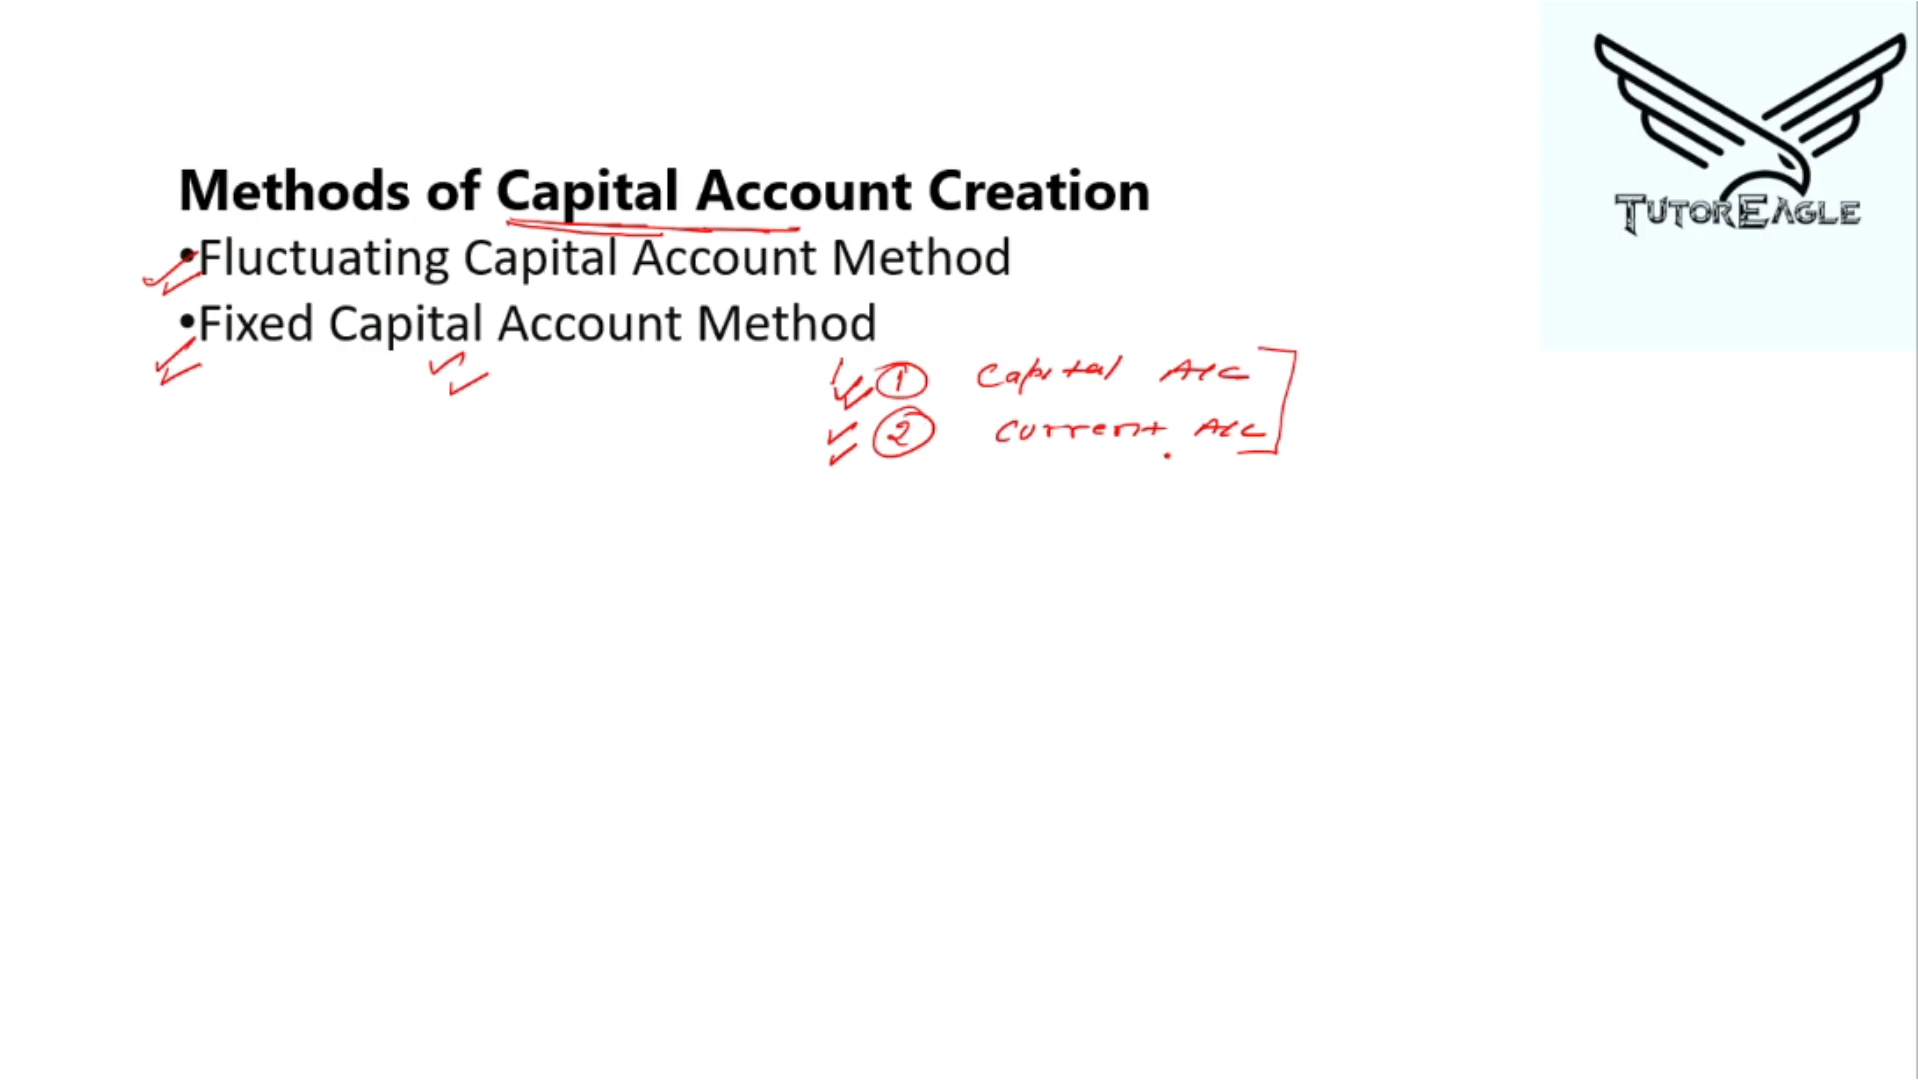 TUTOREAGLE
Methods of Capital Account Creation
•Fluctuating Capital Account Method
•Fixed Capital Account Method
1 Capital A/C
2 Current A/C